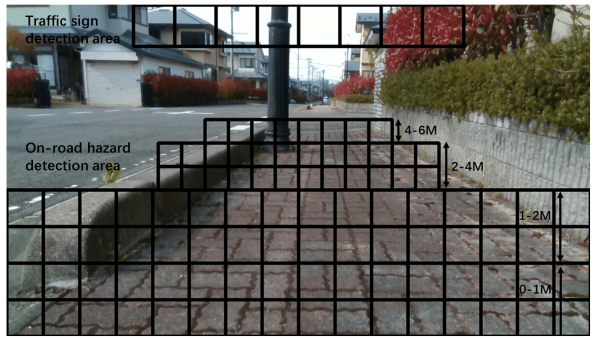 Traffic sign
detection area
4-6M
On-road hazard
detection area
2-4M
1-2M
0-1M